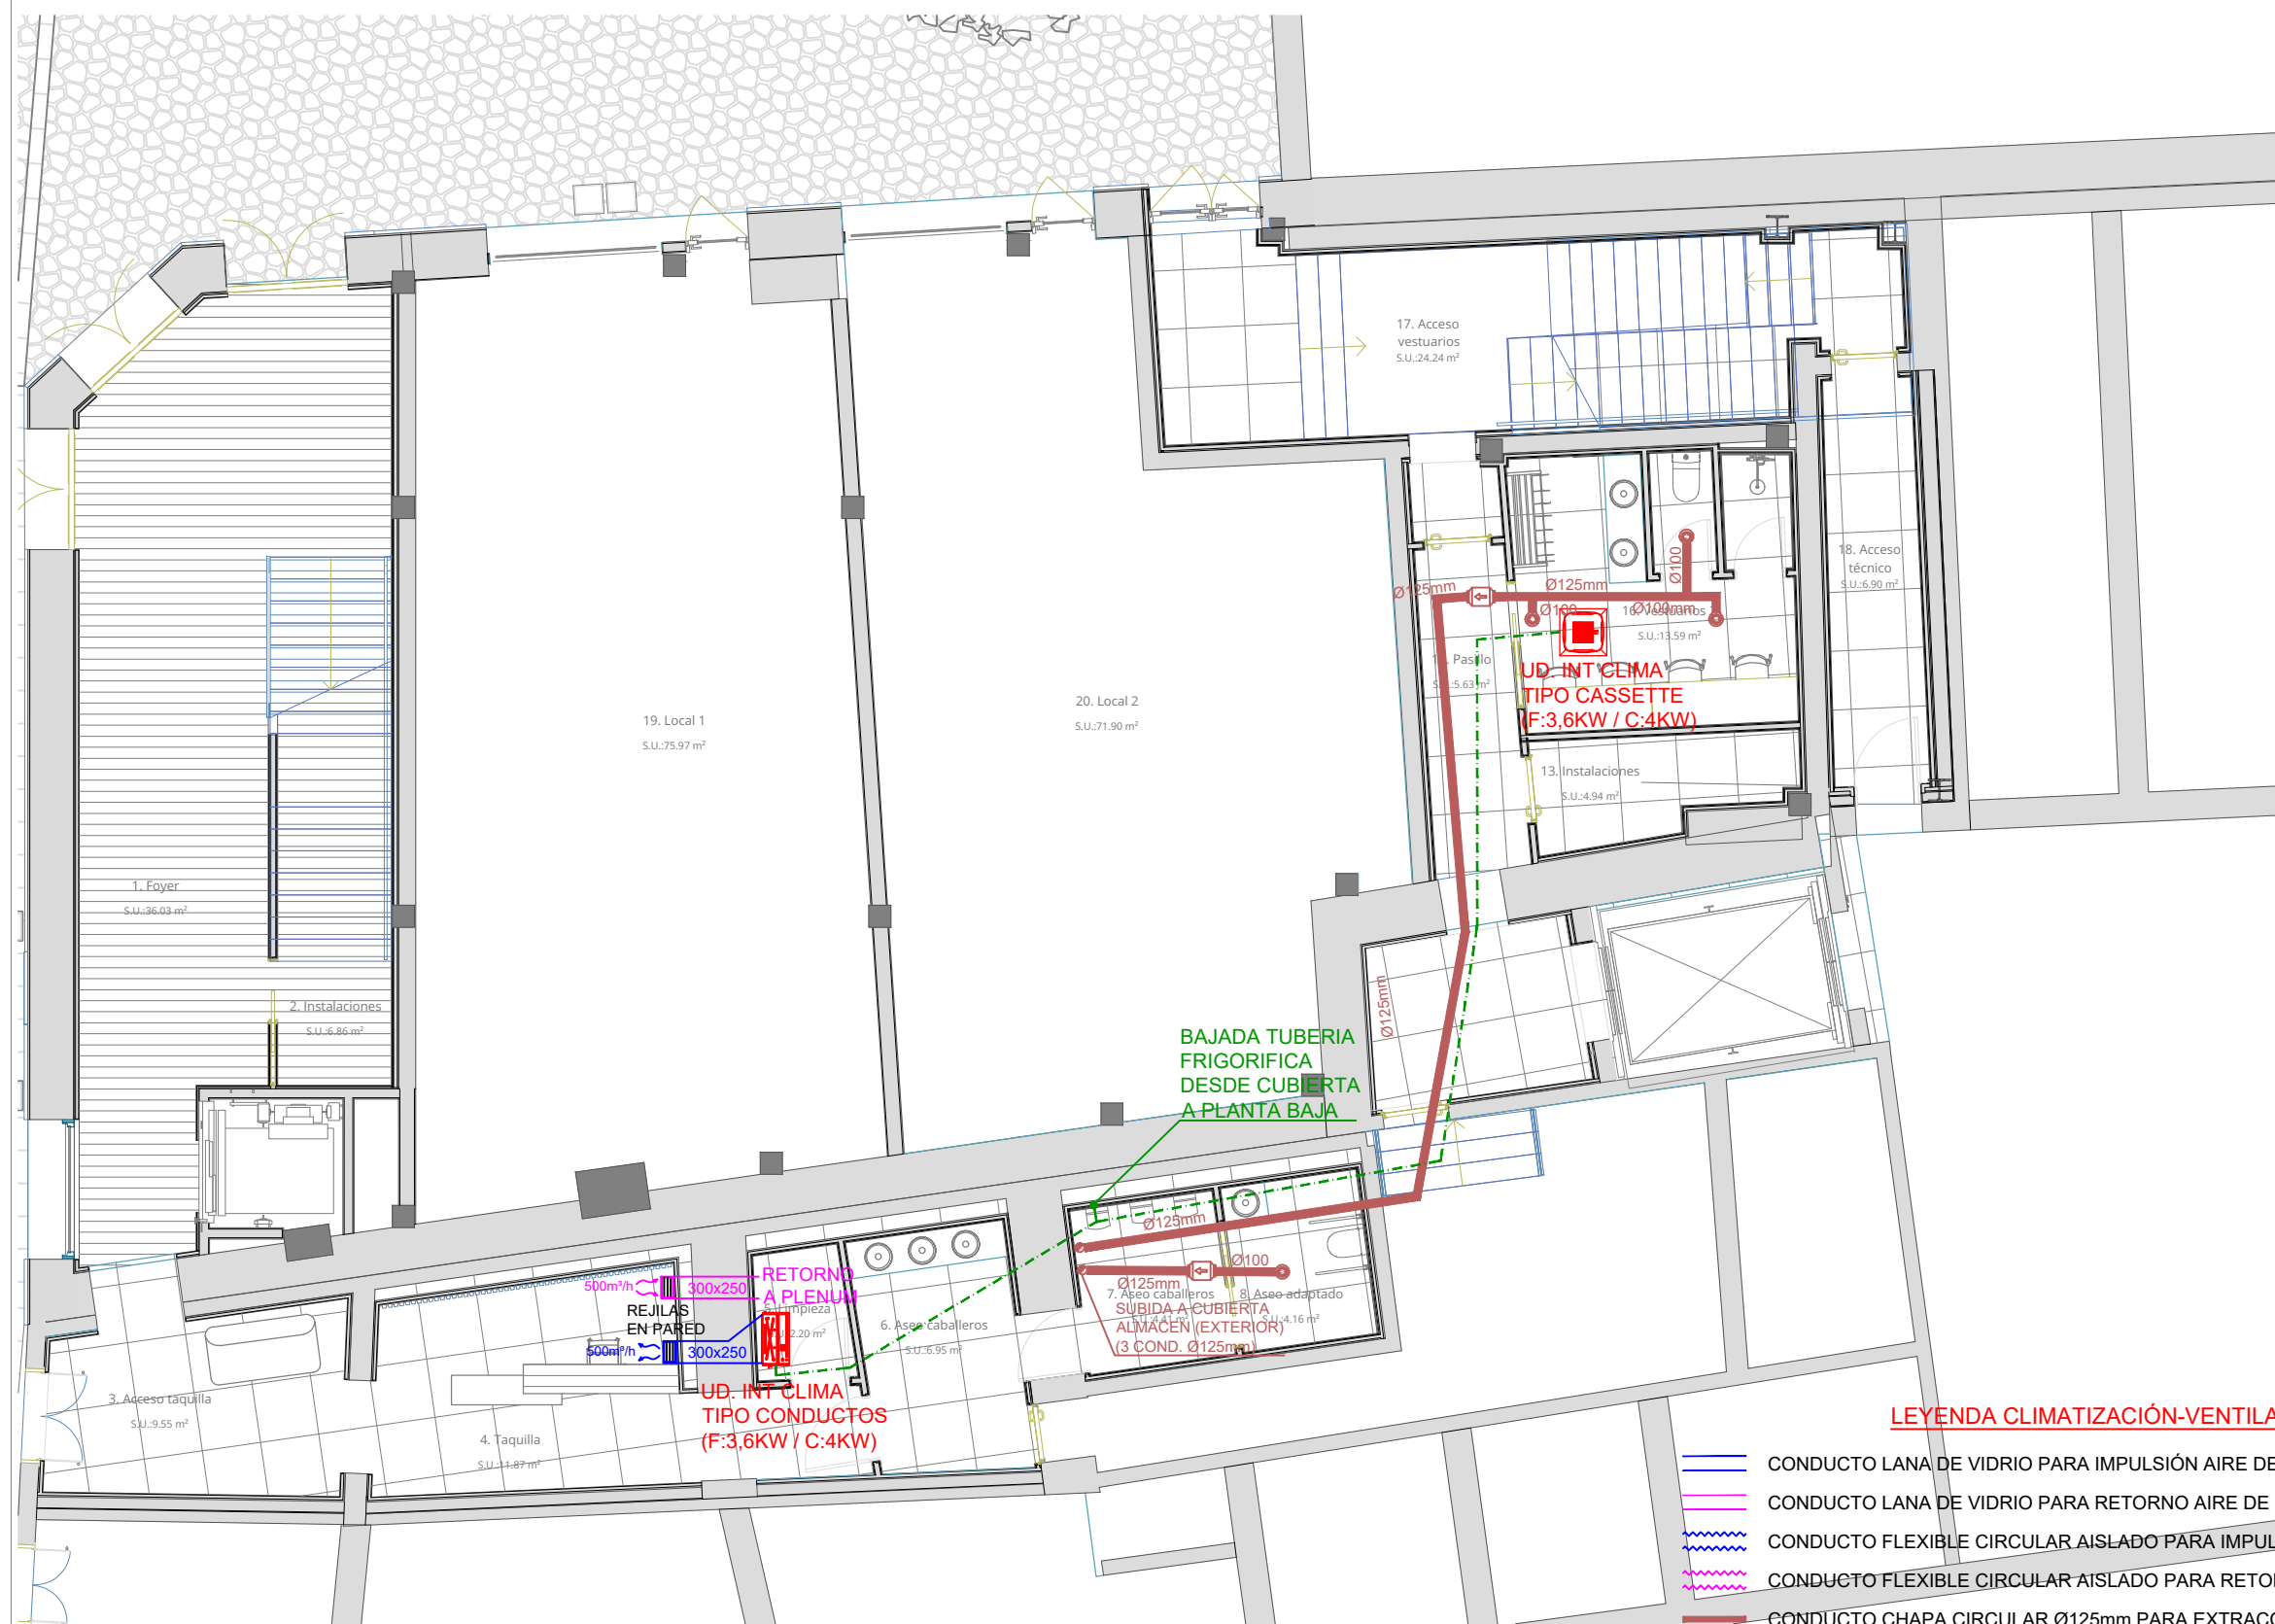 17. Acceso
vestuarios
S.U.:24.24 m²
18. Acceso
técnico
S.U.:6.90 m²
Ø100
Ø125mm
Ø125mm
Ø100
Ø100mm
16. Vestuarios
S.U.:13.59 m²
Pasillo
S.U.:5.63 m²
UD. INT CLIMA
TIPO CASSETTE
(F:3,6KW / C:4KW)
19. Local 1
S.U.:75.97 m²
20. Local 2
S.U.:71.90 m²
13. Instalaciones
S.U.:4.94 m²
1. Foyer
S.U.:36.03 m²
2. Instalaciones
S.U.:6.86 m²
Ø125mm
BAJADA TUBERIA
FRIGORIFICA
DESDE CUBIERTA
A PLANTA BAJA
Ø125mm
Ø100
Ø125mm
7. Aseo caballeros
S.U.:4.41 m²
8. Aseo adaptado
S.U.:4.16 m²
SUBIDA A CUBIERTA
ALMACEN (EXTERIOR)
(3 COND. Ø125mm)
RETORNO
A PLENUM
500m³/h
300x250
REJILAS
EN PARED
500m³/h
300x250
5. Limpieza
S.U.:2.20 m²
6. Aseo caballeros
S.U.:6.95 m²
UD. INT CLIMA
TIPO CONDUCTOS
(F:3,6KW / C:4KW)
3. Acceso taquilla
S.U.:9.55 m²
4. Taquilla
S.U.:11.87 m²
LEYENDA CLIMATIZACIÓN-VENTILA
CONDUCTO LANA DE VIDRIO PARA IMPULSIÓN AIRE DE
CONDUCTO LANA DE VIDRIO PARA RETORNO AIRE DE
CONDUCTO FLEXIBLE CIRCULAR AISLADO PARA IMPUL
CONDUCTO FLEXIBLE CIRCULAR AISLADO PARA RETOR
CONDUCTO CHAPA CIRCULAR Ø125mm PARA EXTRACC